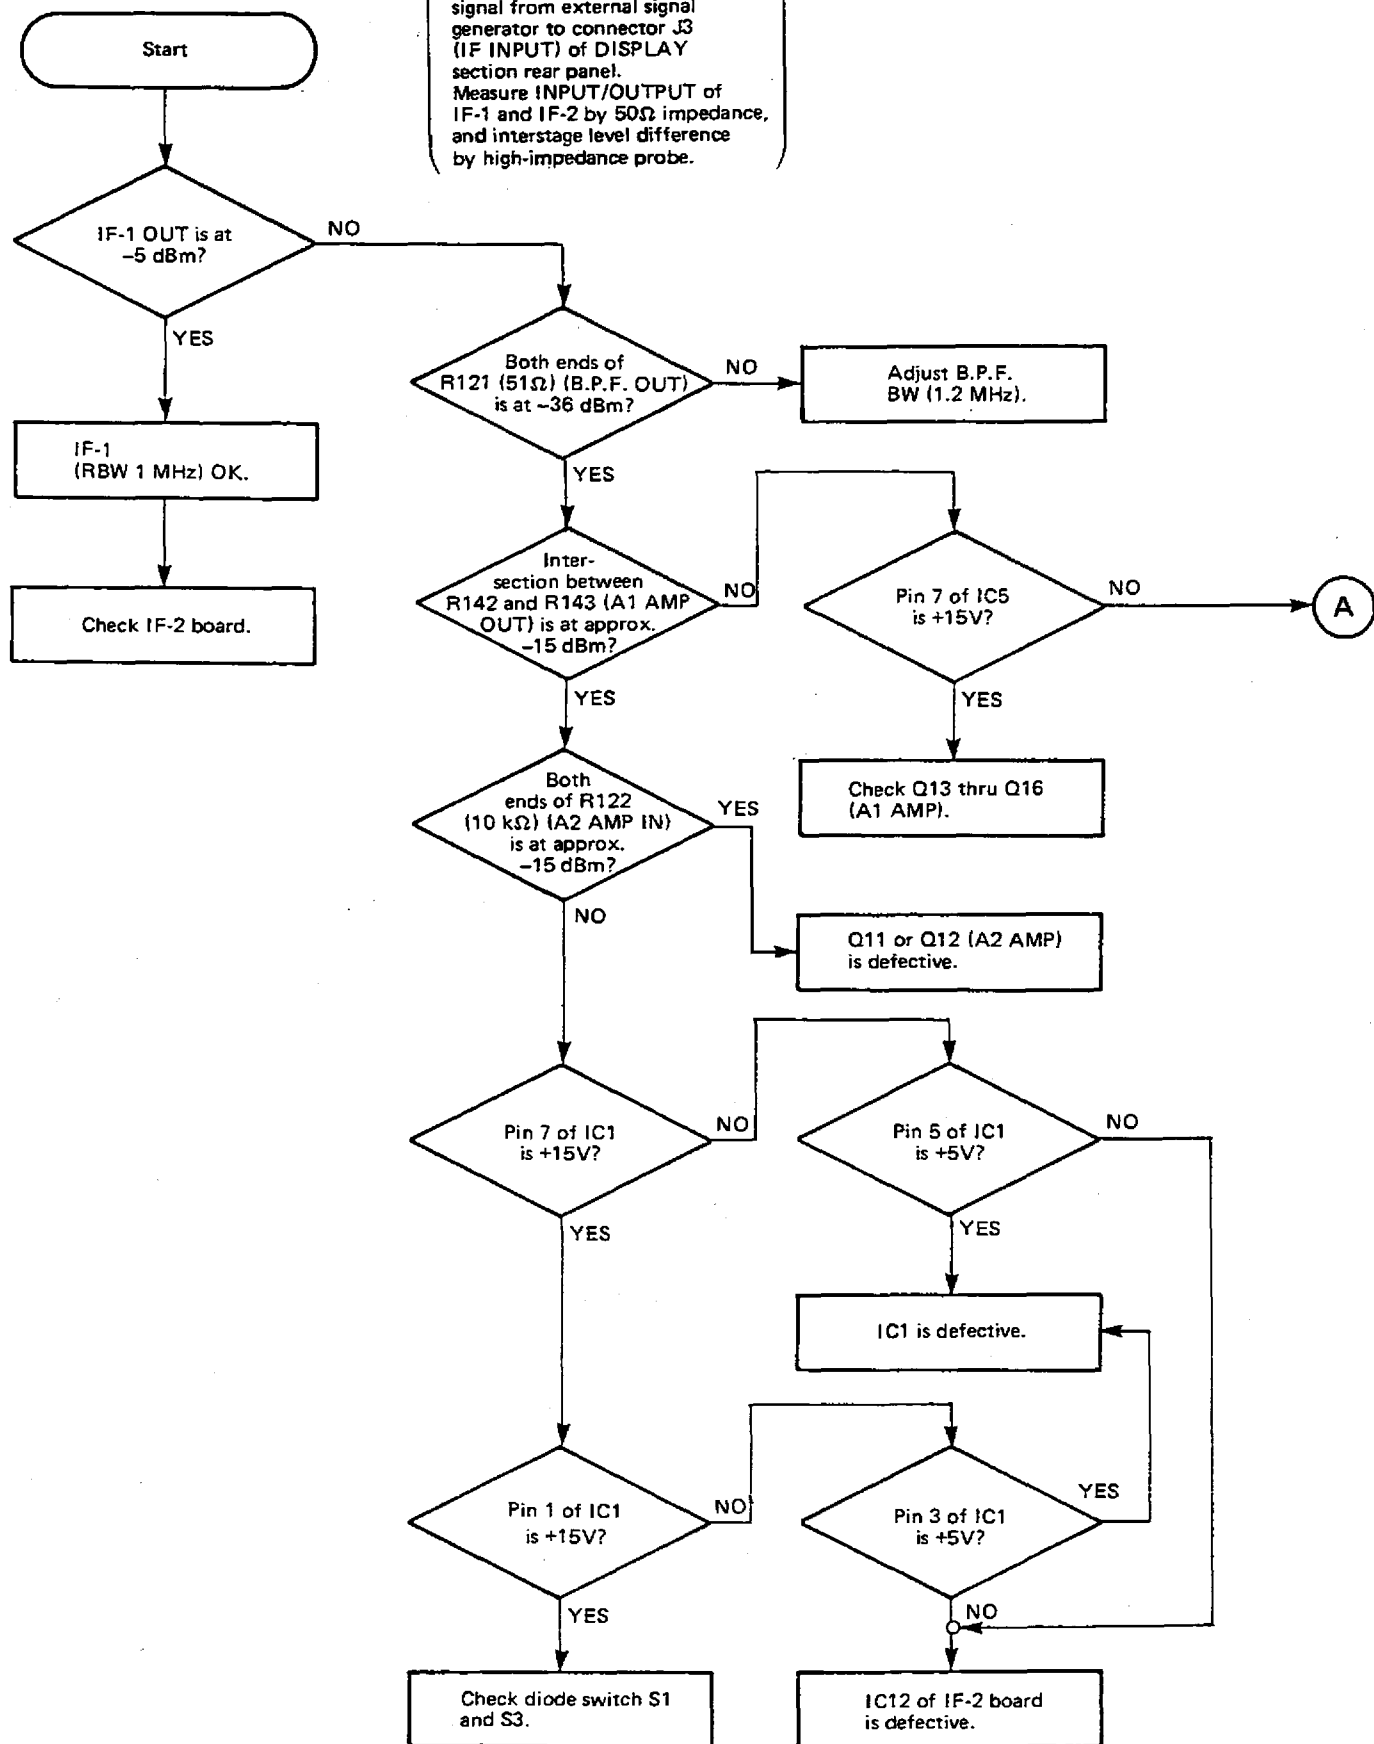 signal from external signal
generator to connector J3
(IF INPUT) of DISPLAY
section rear panel.
Measure INPUT/OUTPUT of
IF-1 and IF-2 by 50Ω impedance,
and interstage level difference
by high-impedance probe.
Start
IF-1 OUT is at
–5 dBm?
NO
YES
IF-1
(RBW 1 MHz) OK.
Check IF-2 board.
Both ends of
R121 (51Ω) (B.P.F. OUT)
is at –36 dBm?
NO
Adjust B.P.F.
BW (1.2 MHz).
YES
Inter-
section between
R142 and R143 (A1 AMP
OUT) is at approx.
–15 dBm?
NO
Pin 7 of IC5
is +15V?
NO
A
YES
Check Q13 thru Q16
(A1 AMP).
YES
Both
ends of R122
(10 kΩ) (A2 AMP IN)
is at approx.
–15 dBm?
YES
Q11 or Q12 (A2 AMP)
is defective.
NO
Pin 7 of IC1
is +15V?
NO
Pin 5 of IC1
is +5V?
NO
YES
IC1 is defective.
YES
Pin 1 of IC1
is +15V?
NO
Pin 3 of IC1
is +5V?
YES
NO
IC12 of IF-2 board
is defective.
YES
Check diode switch S1
and S3.